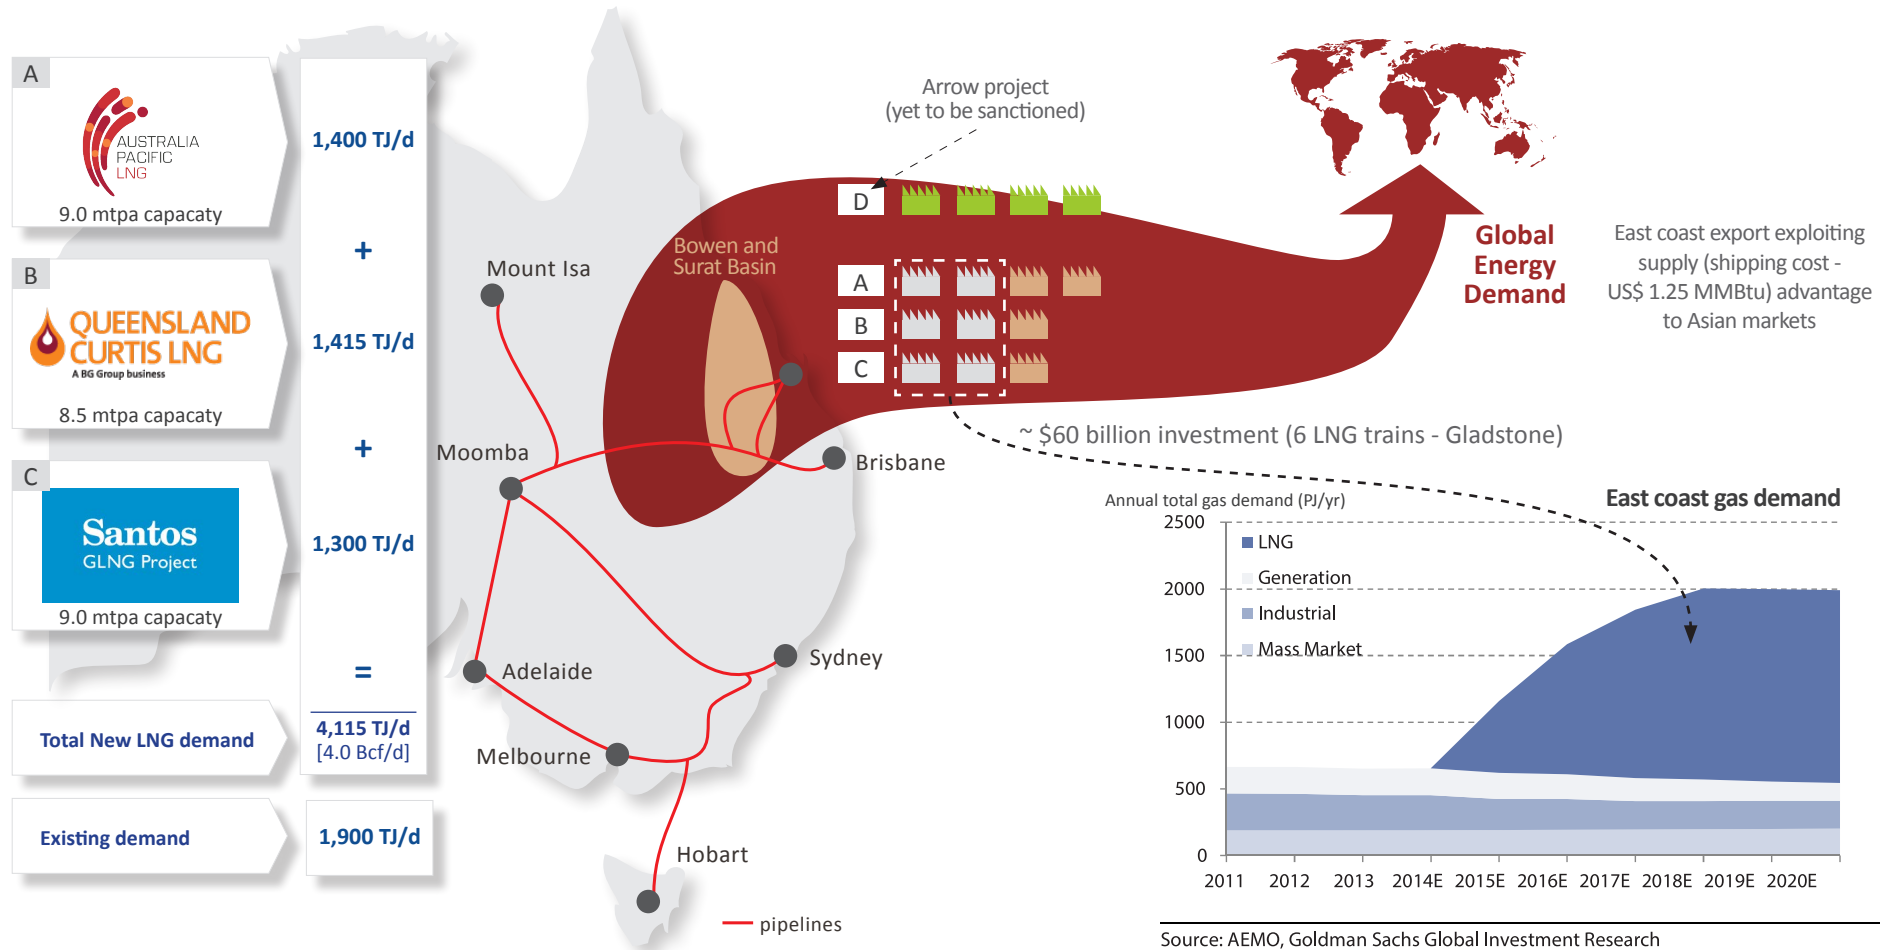 A
AUSTRALIA
PACIFIC
LNG
9.0 mtpa capacaty
1,400 TJ/d
+
B
QUEENSLAND
CURTIS LNG
A BG Group business
8.5 mtpa capacaty
1,415 TJ/d
+
C
Santos
GLNG Project
9.0 mtpa capacaty
1,300 TJ/d
=
Total New LNG demand
4,115 TJ/d
[4.0 Bcf/d]
Existing demand
1,900 TJ/d
Mount Isa
Moomba
Adelaide
Melbourne
Hobart
Sydney
Brisbane
Bowen and
Surat Basin
pipelines
Arrow project
(yet to be sanctioned)
D
A
B
C
Global
Energy
Demand
East coast export exploiting
supply (shipping cost -
US$ 1.25 MMBtu) advantage
to Asian markets
~ $60 billion investment (6 LNG trains - Gladstone)
Annual total gas demand (PJ/yr)
East coast gas demand
2500
2000
1500
1000
500
0
LNG
Generation
Industrial
Mass Market
2011 2012 2013 2014E 2015E 2016E 2017E 2018E 2019E 2020E
Source: AEMO, Goldman Sachs Global Investment Research